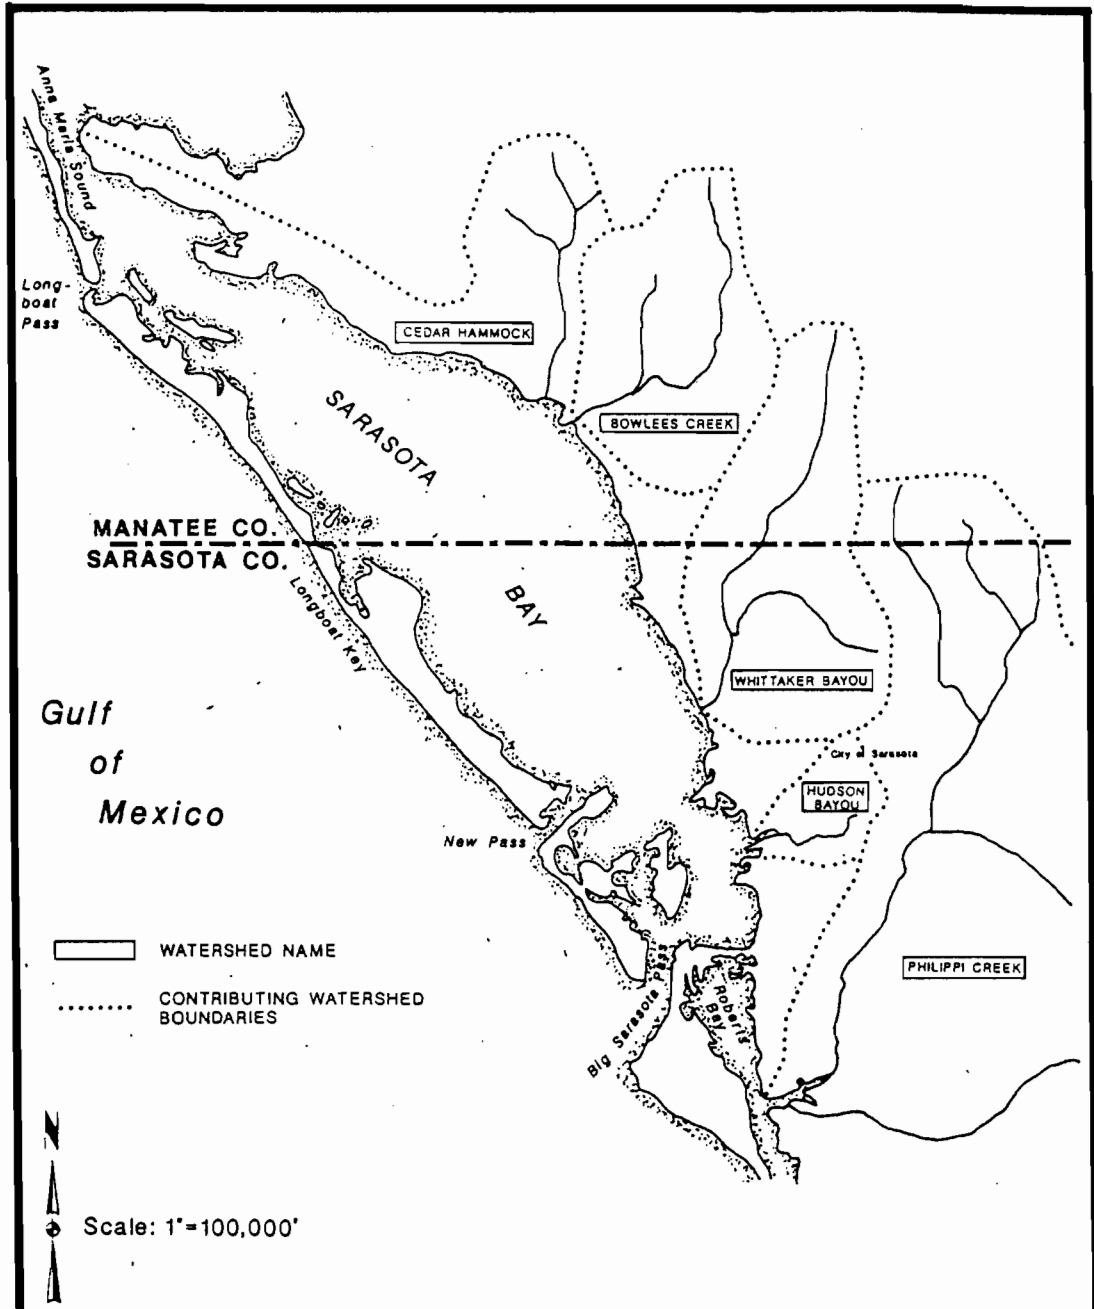 Anna Maria Sound
Long-
boat
Pass
CEDAR HAMMOCK
BOWLEES CREEK
SARASOTA
BAY
MANATEE CO.
SARASOTA CO.
Longboat Key
WHITTAKER BAYOU
City of Sarasota
HUDSON
BAYOU
Gulf
of
Mexico
New Pass
PHILIPPI CREEK
Roberts
Bay
Big Sarasota Pass
WATERSHED NAME
CONTRIBUTING WATERSHED
BOUNDARIES
N
Scale: 1"=100,000'